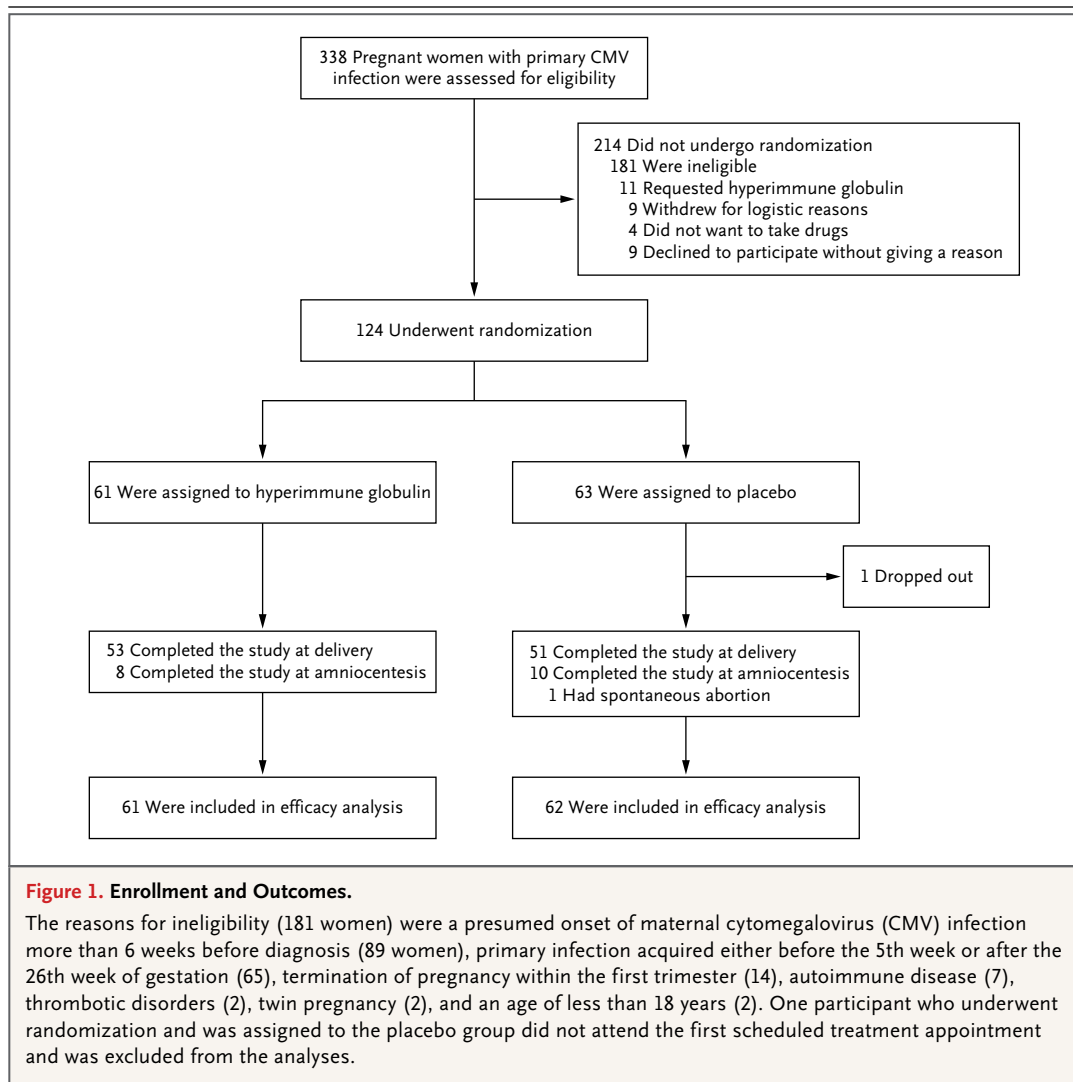 338 Pregnant women with primary CMV
infection were assessed for eligibility
214 Did not undergo randomization
181 Were ineligible
11 Requested hyperimmune globulin
9 Withdrew for logistic reasons
4 Did not want to take drugs
9 Declined to participate without giving a reason
124 Underwent randomization
61 Were assigned to hyperimmune globulin
63 Were assigned to placebo
1 Dropped out
53 Completed the study at delivery
8 Completed the study at amniocentesis
51 Completed the study at delivery
10 Completed the study at amniocentesis
1 Had spontaneous abortion
61 Were included in efficacy analysis
62 Were included in efficacy analysis
Figure 1. Enrollment and Outcomes.
The reasons for ineligibility (181 women) were a presumed onset of maternal cytomegalovirus (CMV) infection
more than 6 weeks before diagnosis (89 women), primary infection acquired either before the 5th week or after the
26th week of gestation (65), termination of pregnancy within the first trimester (14), autoimmune disease (7),
thrombotic disorders (2), twin pregnancy (2), and an age of less than 18 years (2). One participant who underwent
randomization and was assigned to the placebo group did not attend the first scheduled treatment appointment
and was excluded from the analyses.